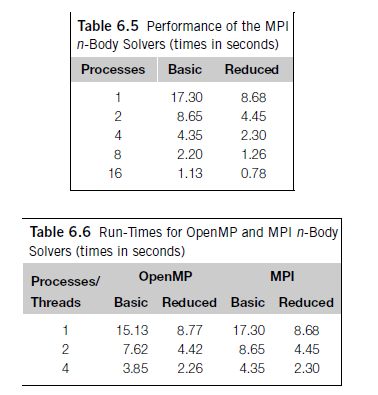 Table 6.5 Performance of the MPI
n-Body Solvers (times in seconds)
Processes Basic Reduced
1 17.30 8.68
2 8.65 4.45
4 4.35 2.30
8 2.20 1.26
16 1.13 0.78
Table 6.6 Run-Times for OpenMP and MPI n-Body
Solvers (times in seconds)
Processes/ OpenMP MPI
Threads Basic Reduced Basic Reduced
1 15.13 8.77 17.30 8.68
2 7.62 4.42 8.65 4.45
4 3.85 2.26 4.35 2.30